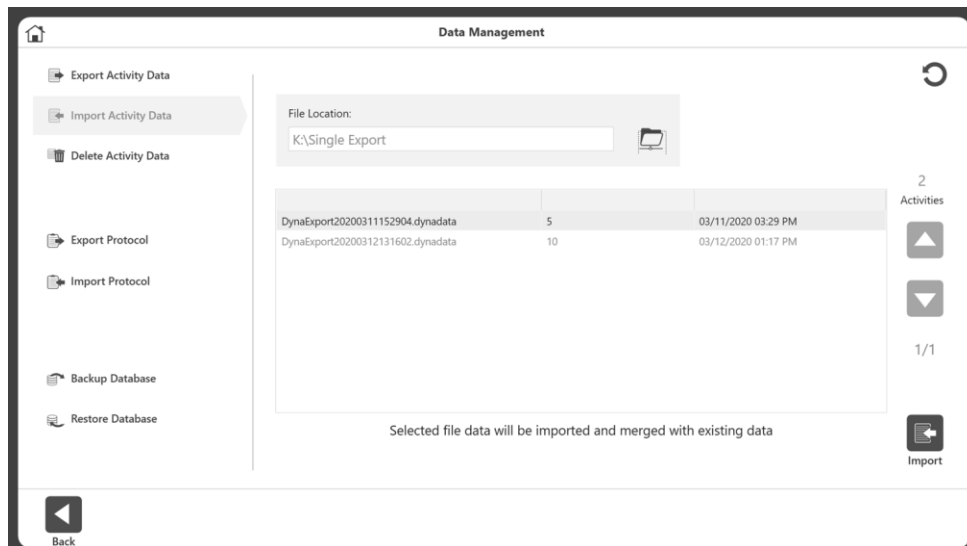 Data Management
Export Activity Data
Import Activity Data
Delete Activity Data
Export Protocol
Import Protocol
Backup Database
Restore Database
File Location:
K:\Single Export
DynaExport20200311152904.dynadata 5 03/11/2020 03:29 PM
DynaExport20200312131602.dynadata 10 03/12/2020 01:17 PM
Selected file data will be imported and merged with existing data
2
Activities
1/1
Import
Back